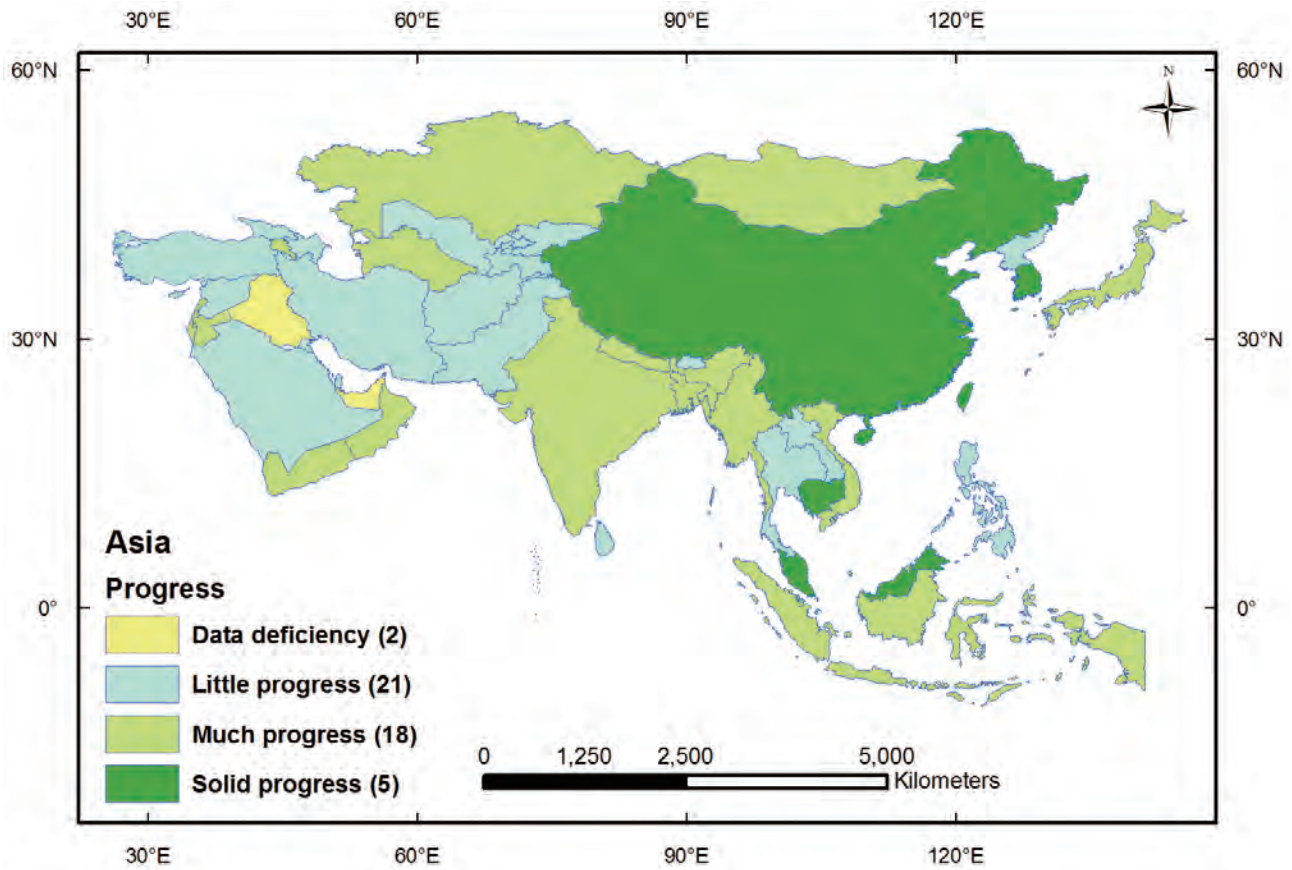 30°E 60°E 90°E 120°E
60°N 60°N
N
30°N 30°N
0° 0°
Asia
Progress
Data deficiency (2)
Little progress (21)
Much progress (18)
Solid progress (5)
0 1,250 2,500 5,000
Kilometers
30°E 60°E 90°E 120°E